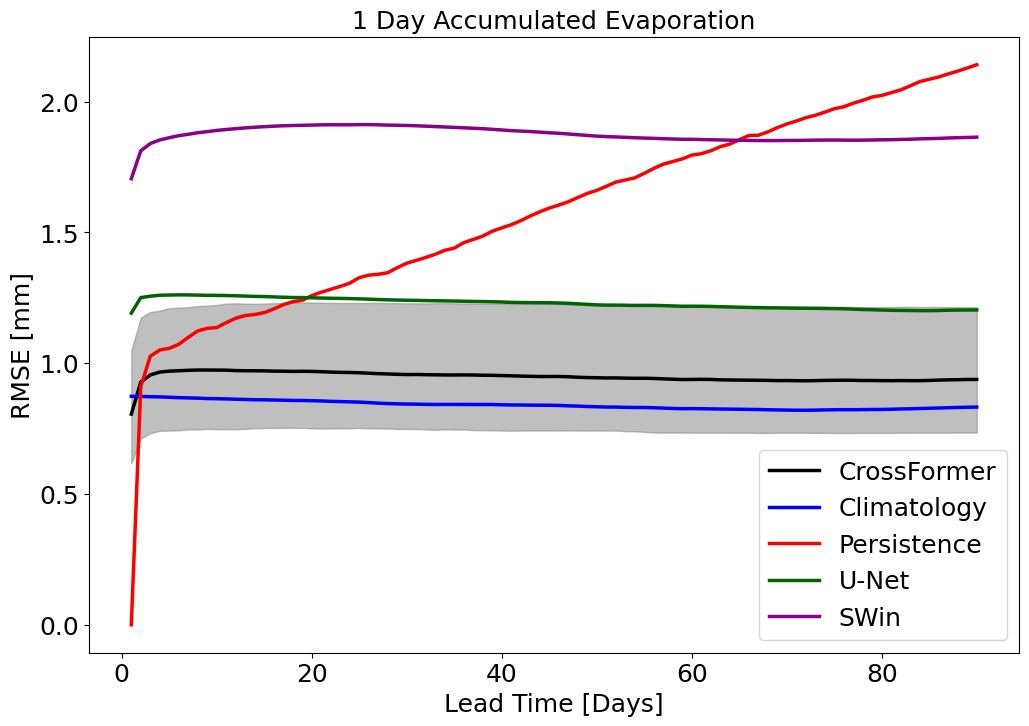 1 Day Accumulated Evaporation
RMSE [mm]
2.0
1.5
1.0
0.5
0.0
0
20
40
60
80
Lead Time [Days]
CrossFormer
Climatology
Persistence
U-Net
SWin